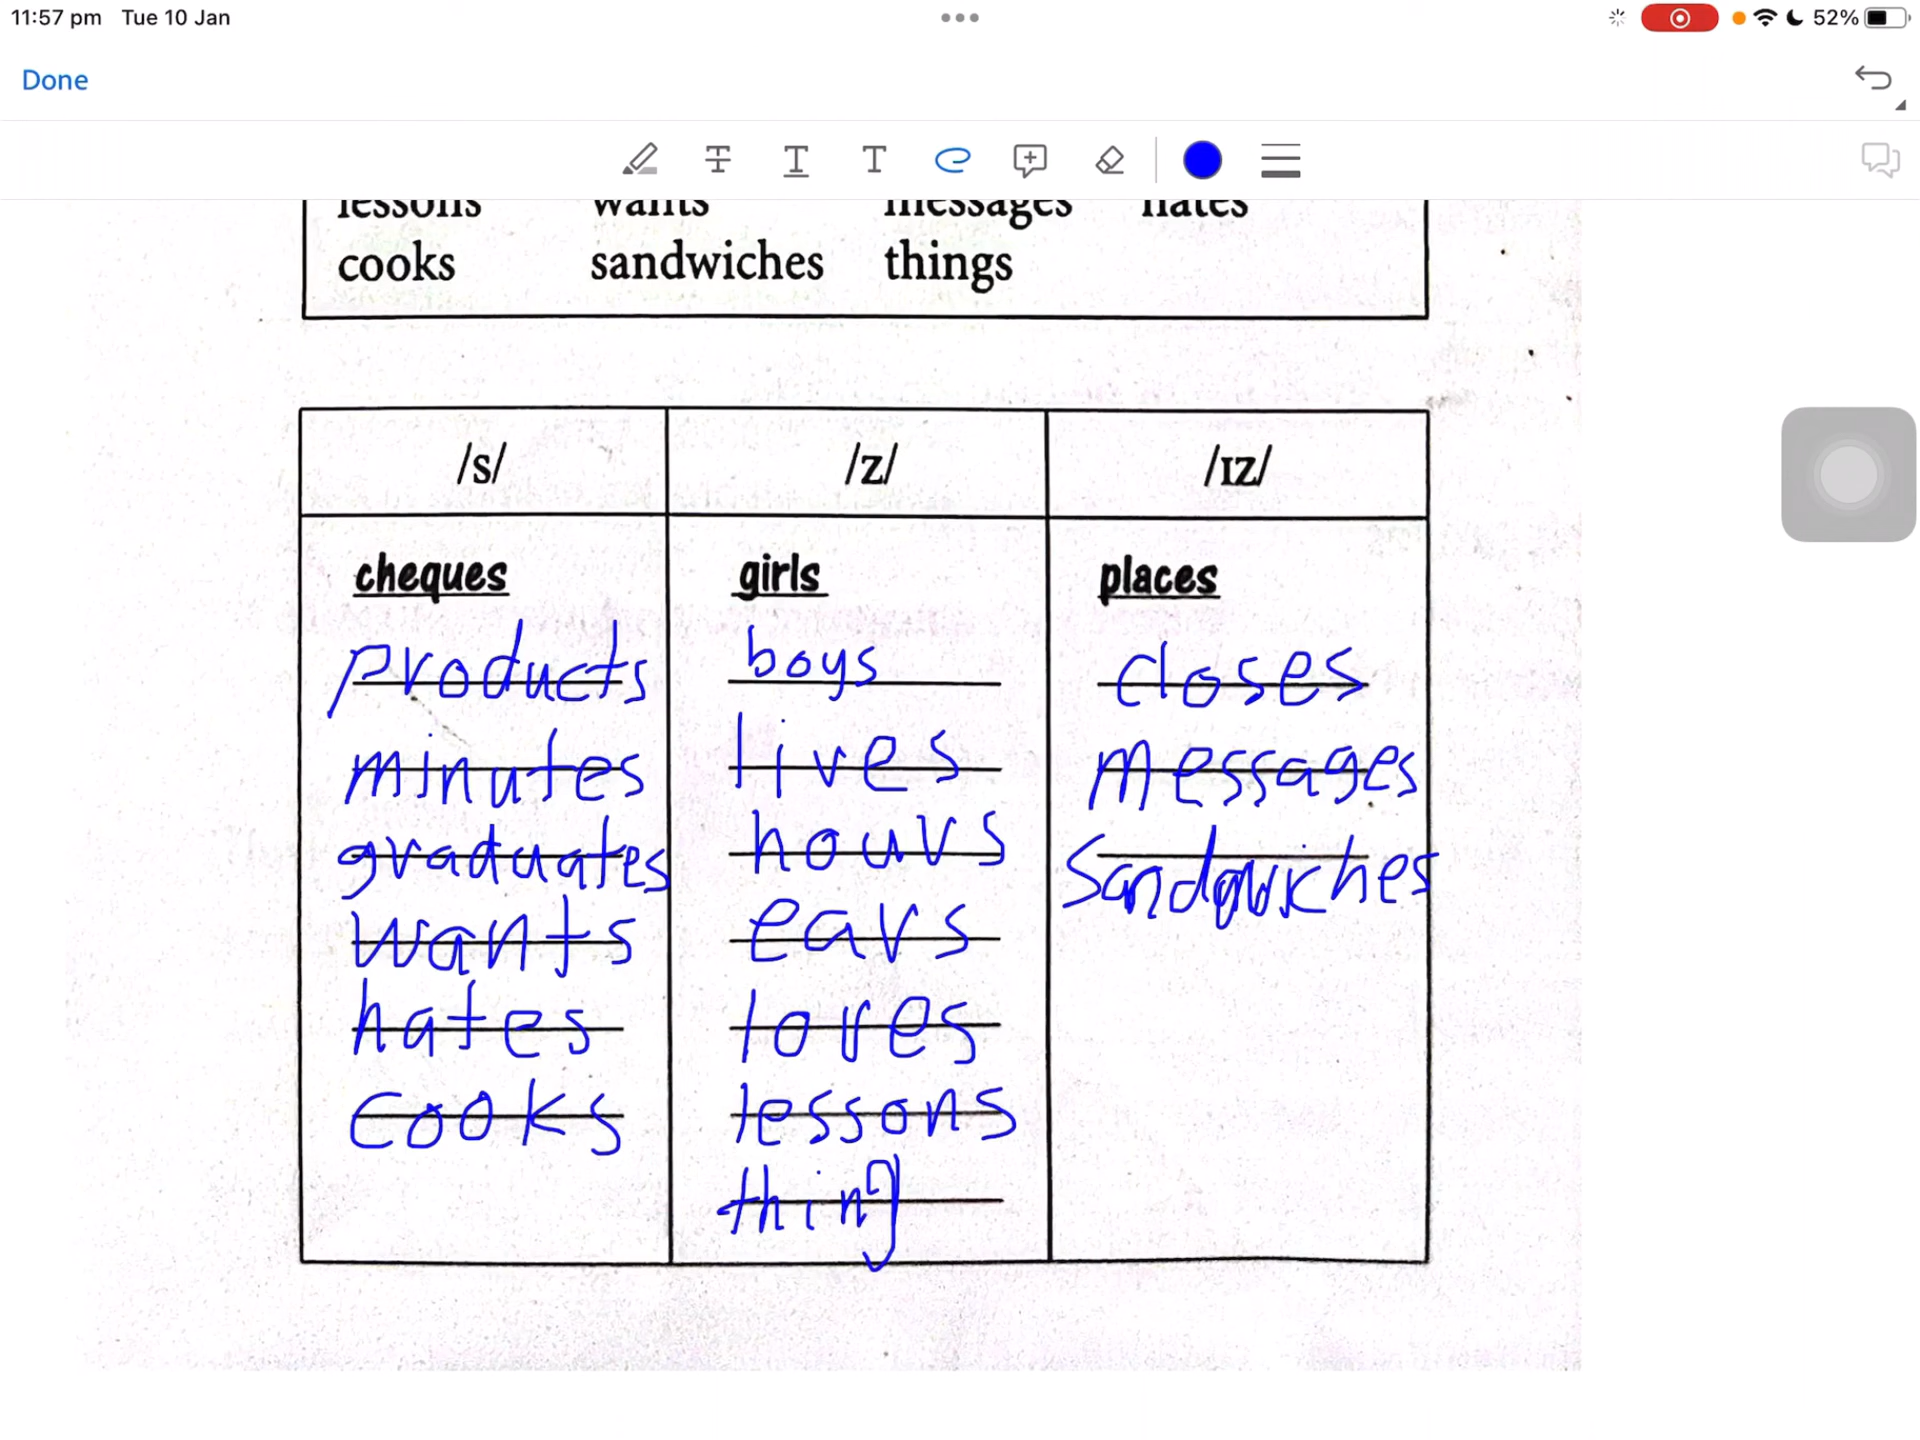 11:57 pm Tue 10 Jan
52%
Done
lessons wants messages hates
cooks sandwiches things
/s/ /z/ /ɪz/
cheques girls places
products boys closes
minutes lives messages
graduates hours sandwiches
wants ears
hates loves
cooks lessons
thing